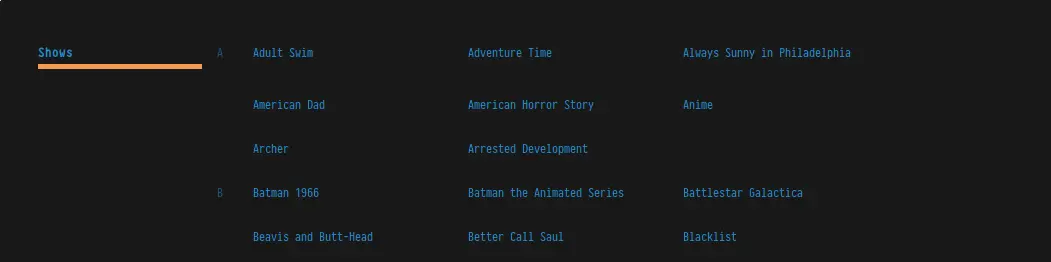 Shows A Adult Swim Adventure Time Always Sunny in Philadelphia
American Dad American Horror Story Anime
Archer Arrested Development
B Batman 1966 Batman the Animated Series Battlestar Galactica
Beavis and Butt-Head Better Call Saul Blacklist